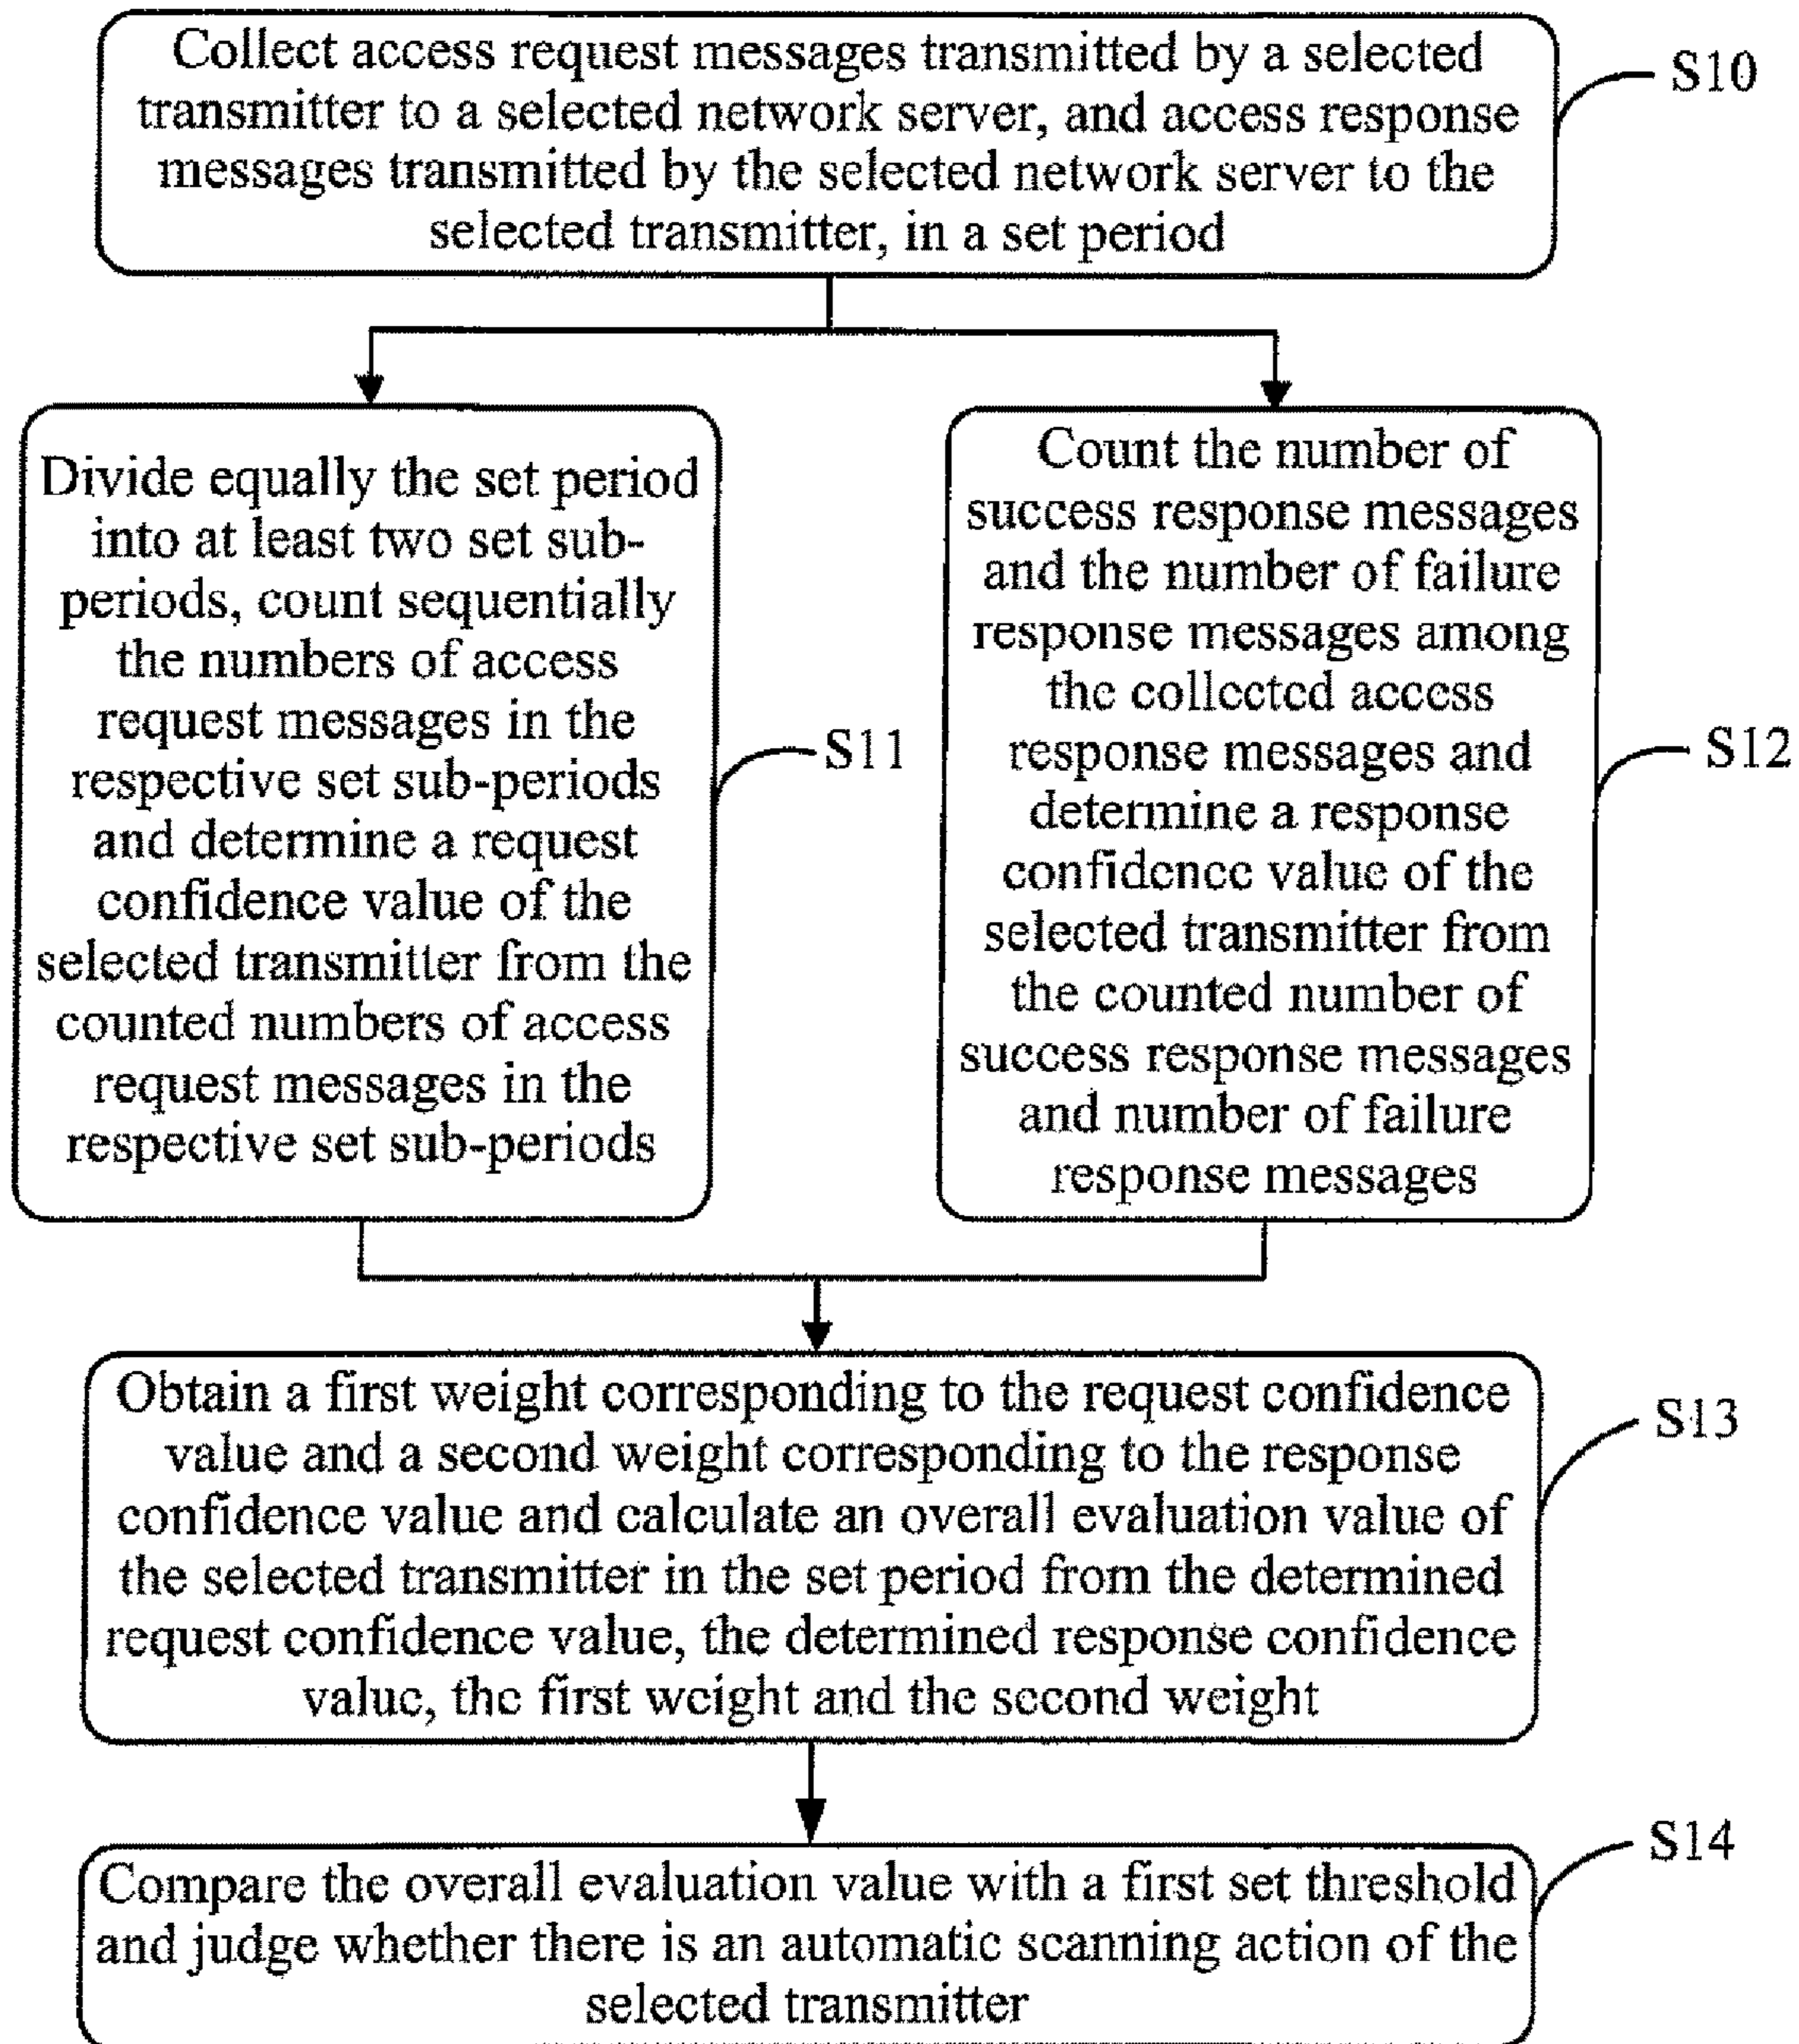 Collect access request messages transmitted by a selected
transmitter to a selected network server, and access response
messages transmitted by the selected network server to the
selected transmitter, in a set period
S10
Divide equally the set period
into at least two set sub-
periods, count sequentially
the numbers of access
request messages in the
respective set sub-periods
and determine a request
confidence value of the
selected transmitter from the
counted numbers of access
request messages in the
respective set sub-periods
S11
Count the number of
success response messages
and the number of failure
response messages among
the collected access
response messages and
determine a response
confidence value of the
selected transmitter from
the counted number of
success response messages
and number of failure
response messages
S12
Obtain a first weight corresponding to the request confidence
value and a second weight corresponding to the response
confidence value and calculate an overall evaluation value of
the selected transmitter in the set period from the determined
request confidence value, the determined response confidence
value, the first weight and the second weight
S13
Compare the overall evaluation value with a first set threshold
and judge whether there is an automatic scanning action of the
selected transmitter
S14